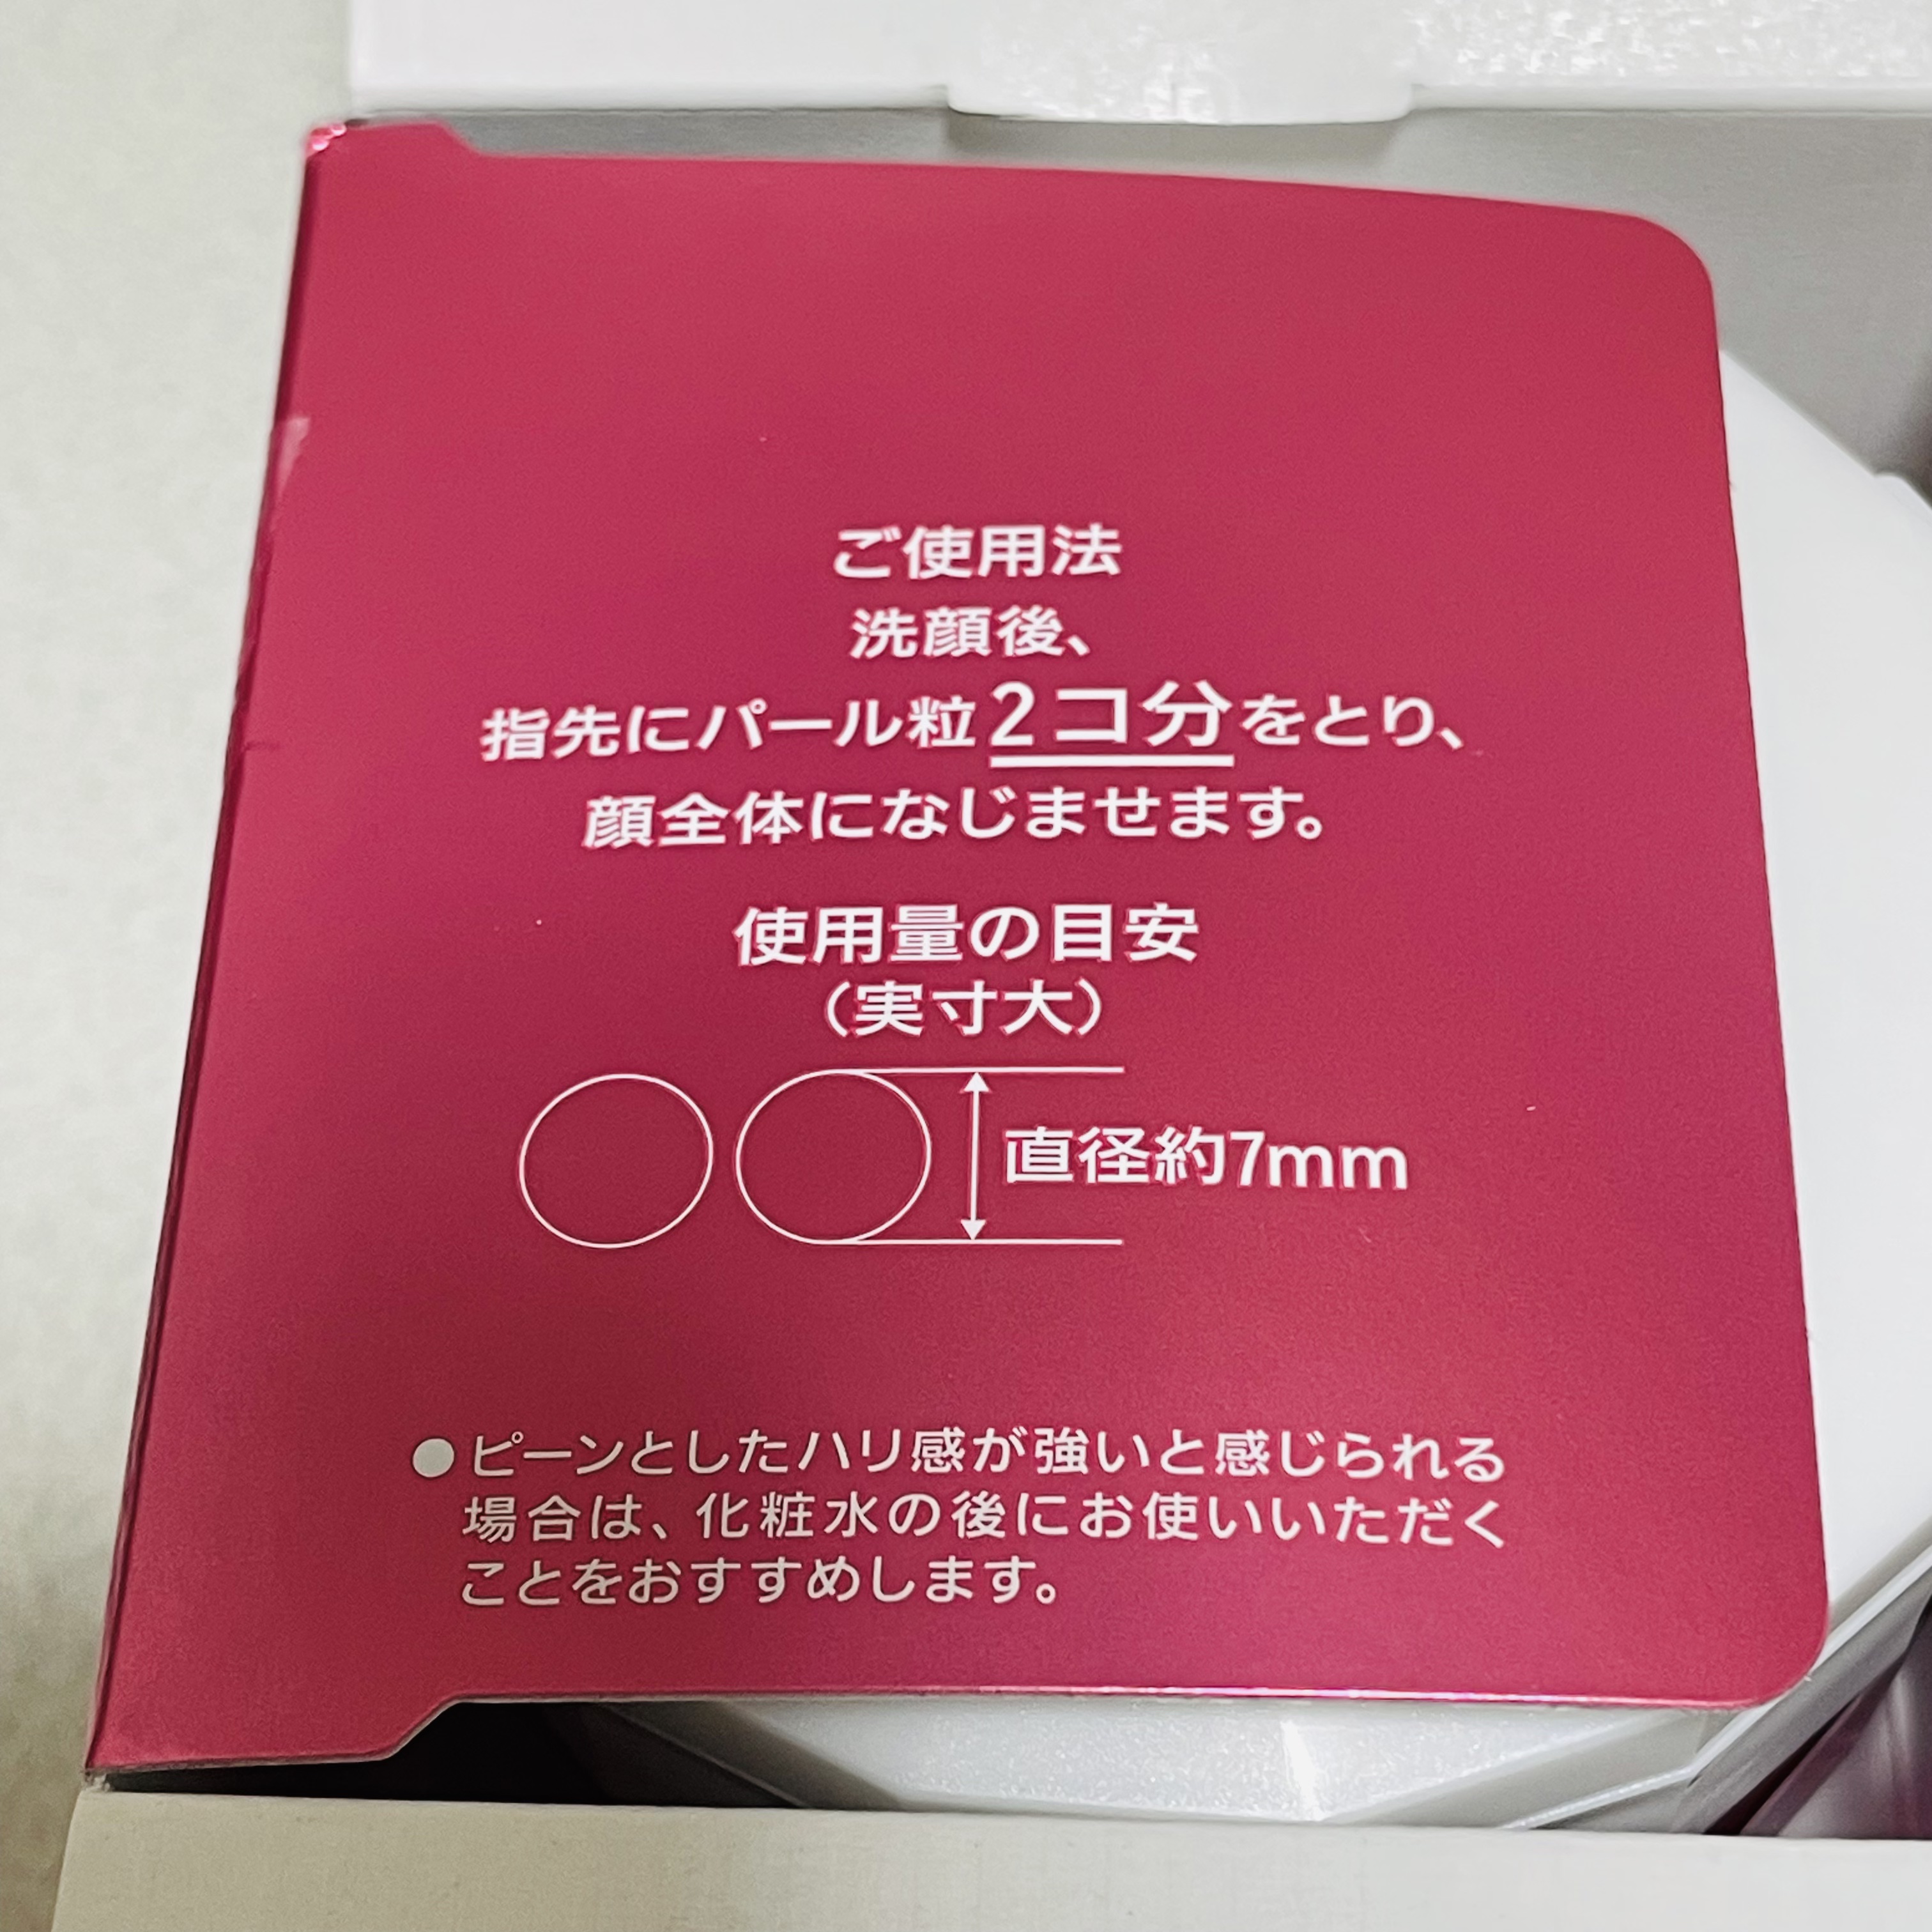 ご使用法
洗顔後、
指先にパール粒2コ分をとり、
顔全体になじませます。
使用量の目安
（実寸大）
直径約7mm
●ピーンとしたハリ感が強いと感じられる
場合は、化粧水の後にお使いいただく
ことをおすすめします。